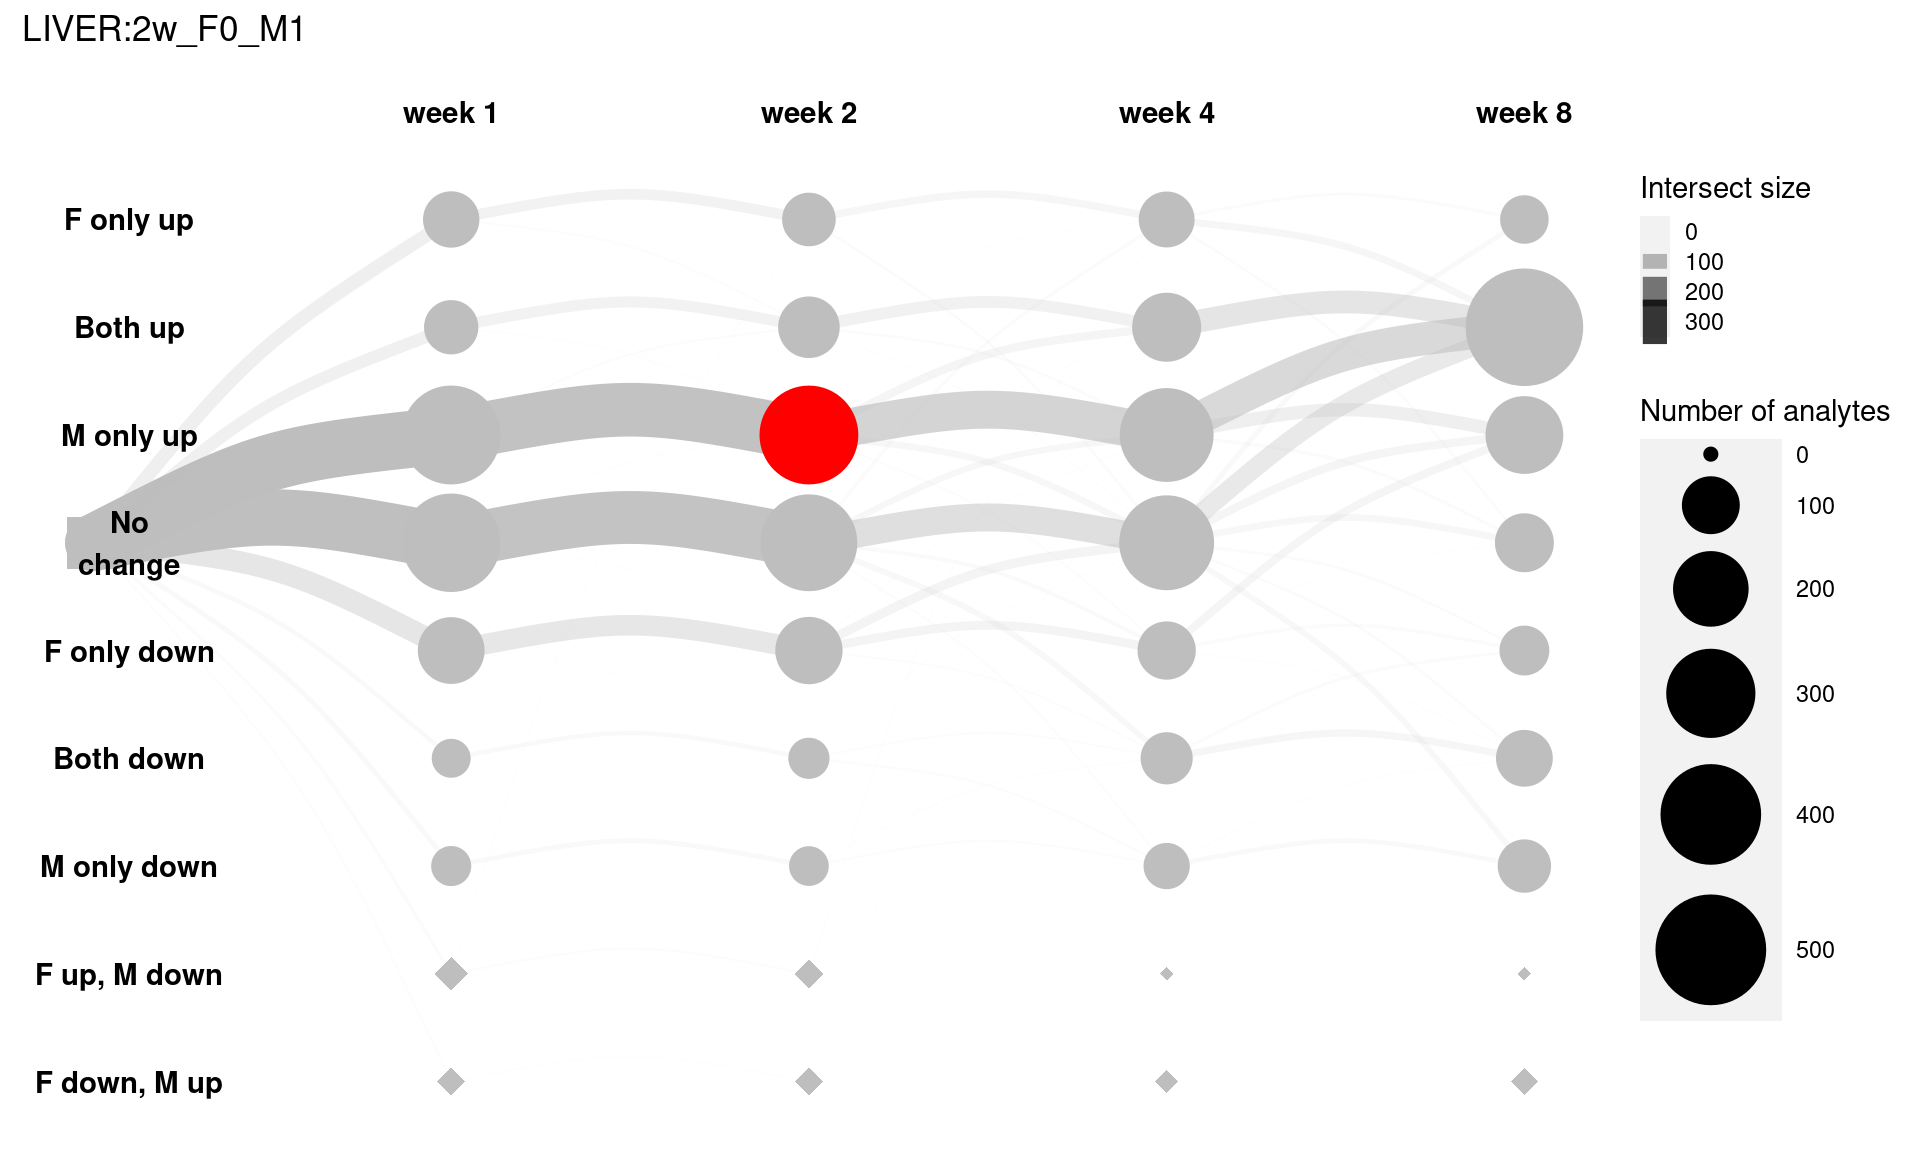 LIVER:2w_F0_M1
week 1
week 2
week 4
week 8
F only up
Both up
M only up
No
change
F only down
Both down
M only down
F up, M down
F down, M up
Intersect size
0
100
200
300
Number of analytes
0
100
200
300
400
500